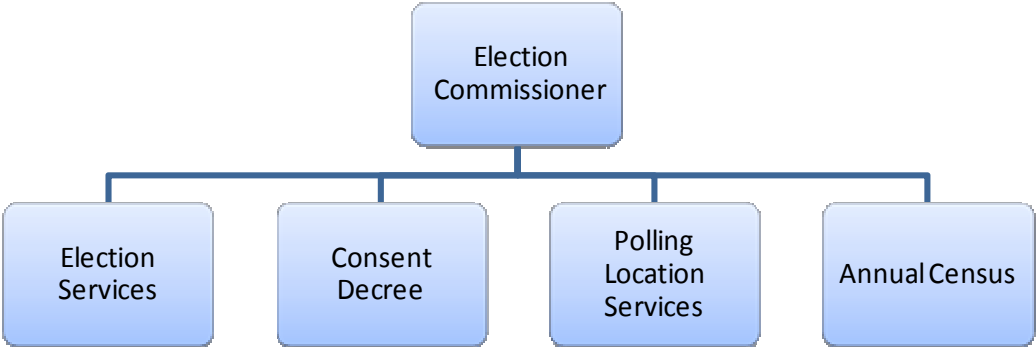 Election
Commissioner
Election
Services
Consent
Decree
Polling
Location
Services
Annual Census